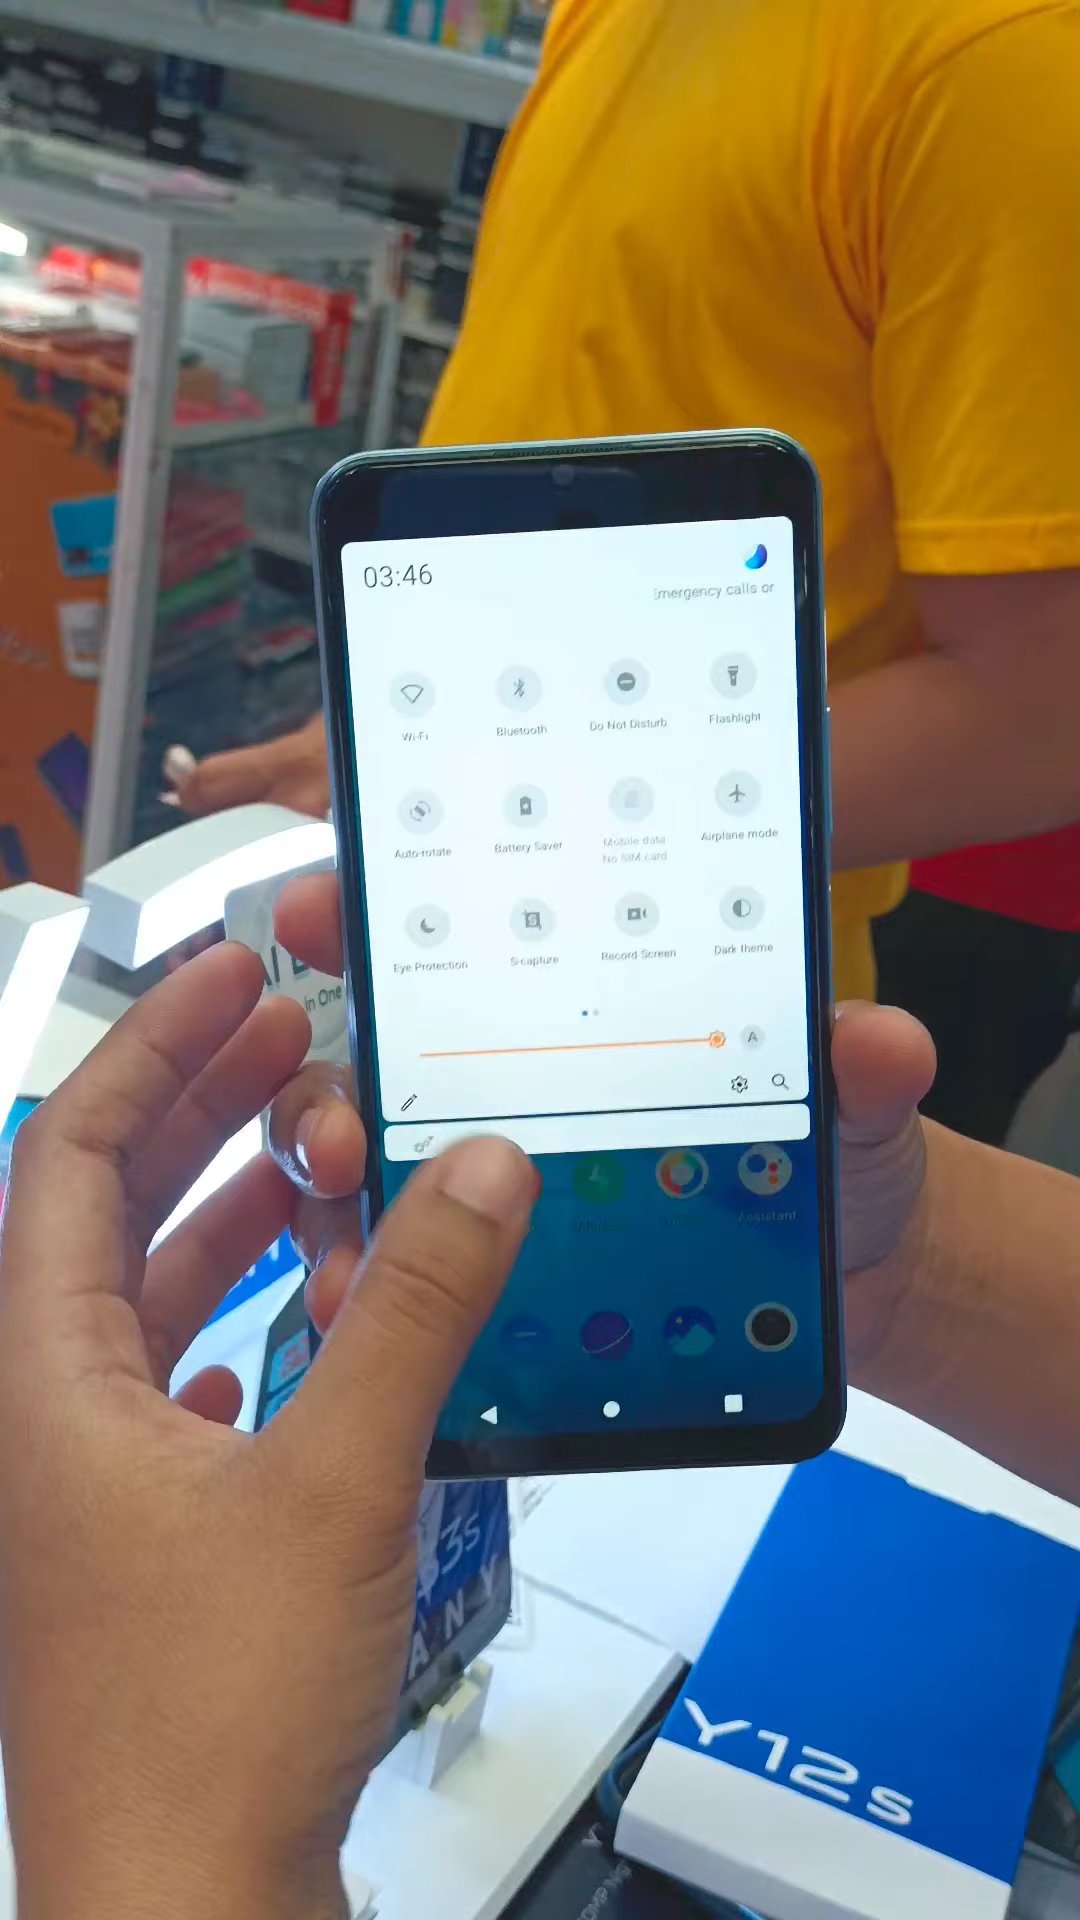 03:46
Emergency calls or
Wi-Fi
Bluetooth
Do Not Disturb
Flashlight
Auto-rotate
Battery Saver
Mobile data
No SIM card
Airplane mode
Eye Protection
S-capture
Record Screen
Dark theme
A
Assistant
in One
3s
Y12s